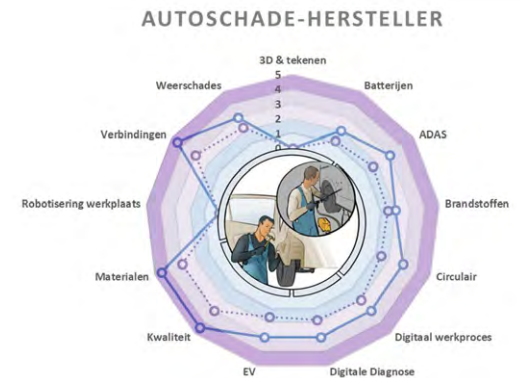 AUTOSCHADE-HERSTELLER
3D & tekenen
5
4
3
2
1
0
Batterijen
ADAS
Brandstoffen
Circulair
Digitaal werkproces
Digitale Diagnose
EV
Kwaliteit
Materialen
Robotisering werkplaats
Verbindingen
Weerschades